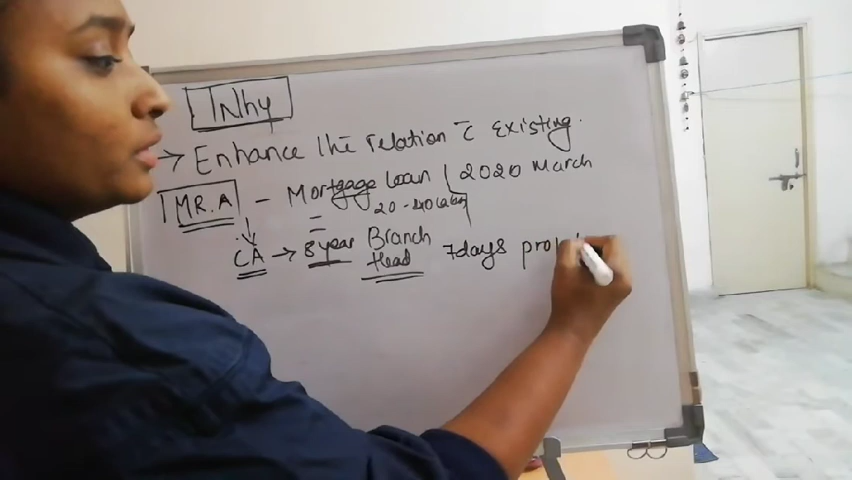 Why
→ Enhance the relation c̄ existing.
MR.A - Mortgage loan ( 2020 March
20-40 lakhs
CA → 8 year Branch Head 7days pro